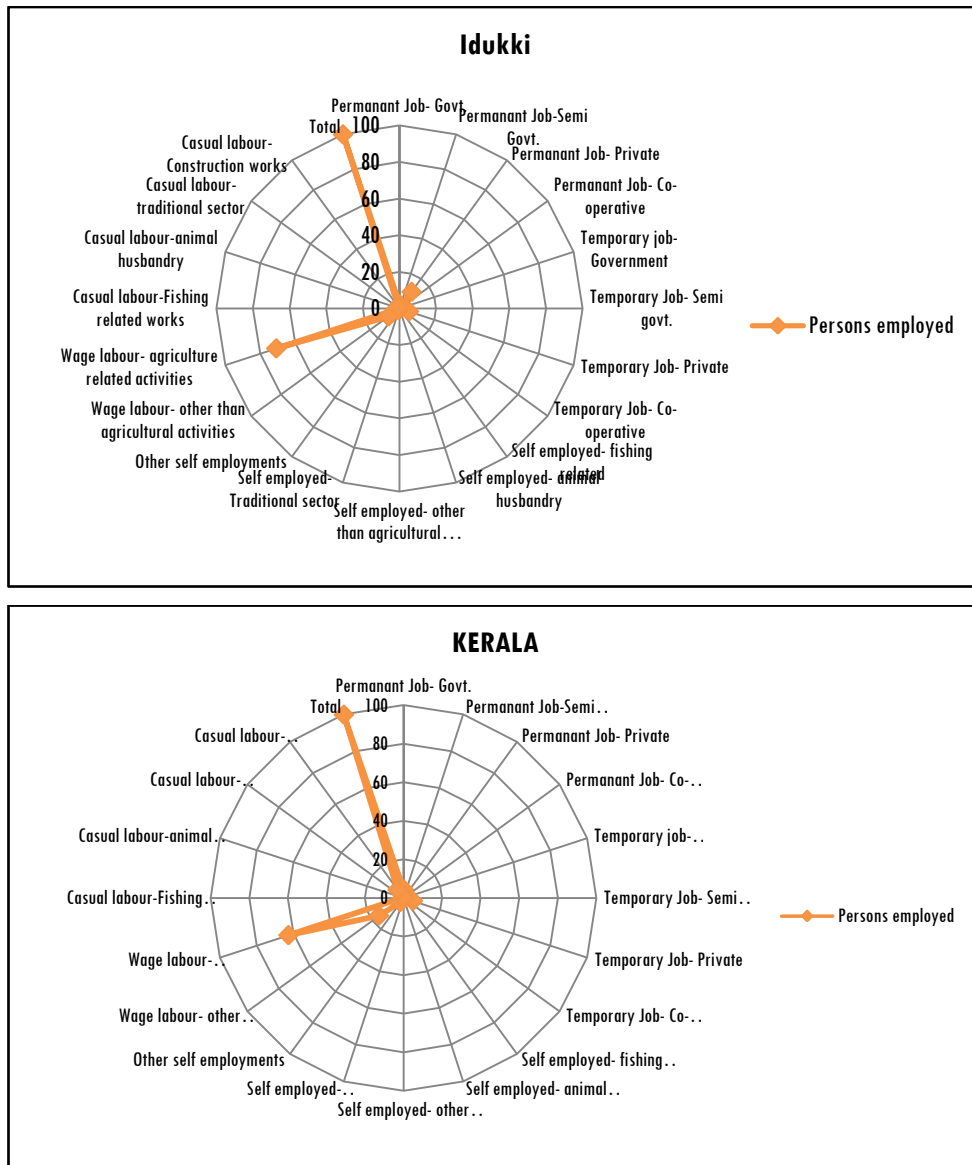 Idukki
Permanant Job- Govt.
Permanant Job-Semi
Govt.
Permanant Job- Private
Permanant Job- Co-
operative
Temporary job-
Government
Temporary Job- Semi
govt.
Temporary Job- Private
Temporary Job- Co-
operative
Self employed- fishing
related
Self employed- animal
husbandry
Self employed- other
than agricultural...
Self employed-
Traditional sector
Other self employments
Wage labour- other than
agricultural activities
Wage labour- agriculture
related activities
Casual labour-Fishing
related works
Casual labour-animal
husbandry
Casual labour-
traditional sector
Casual labour-
Construction works
Total
100
80
60
40
20
0
Persons employed
KERALA
Permanant Job- Govt.
Permanant Job-Semi..
Permanant Job- Private
Permanant Job- Co-..
Temporary job-..
Temporary Job- Semi..
Temporary Job- Private
Temporary Job- Co-..
Self employed- fishing..
Self employed- animal..
Self employed- other..
Self employed-..
Other self employments
Wage labour- other..
Wage labour-..
Casual labour-Fishing..
Casual labour-animal..
Casual labour-..
Casual labour-..
Total
100
80
60
40
20
0
Persons employed